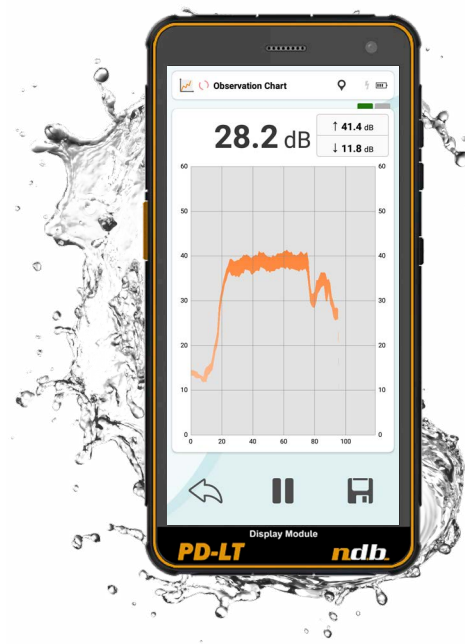 Observation Chart
28.2 dB
↑ 41.4 dB
↓ 11.8 dB
60 60
50 50
40 40
30 30
20 20
10 10
0 0
0 20 40 60 80 100 120
Display Module
PD-LT ndb